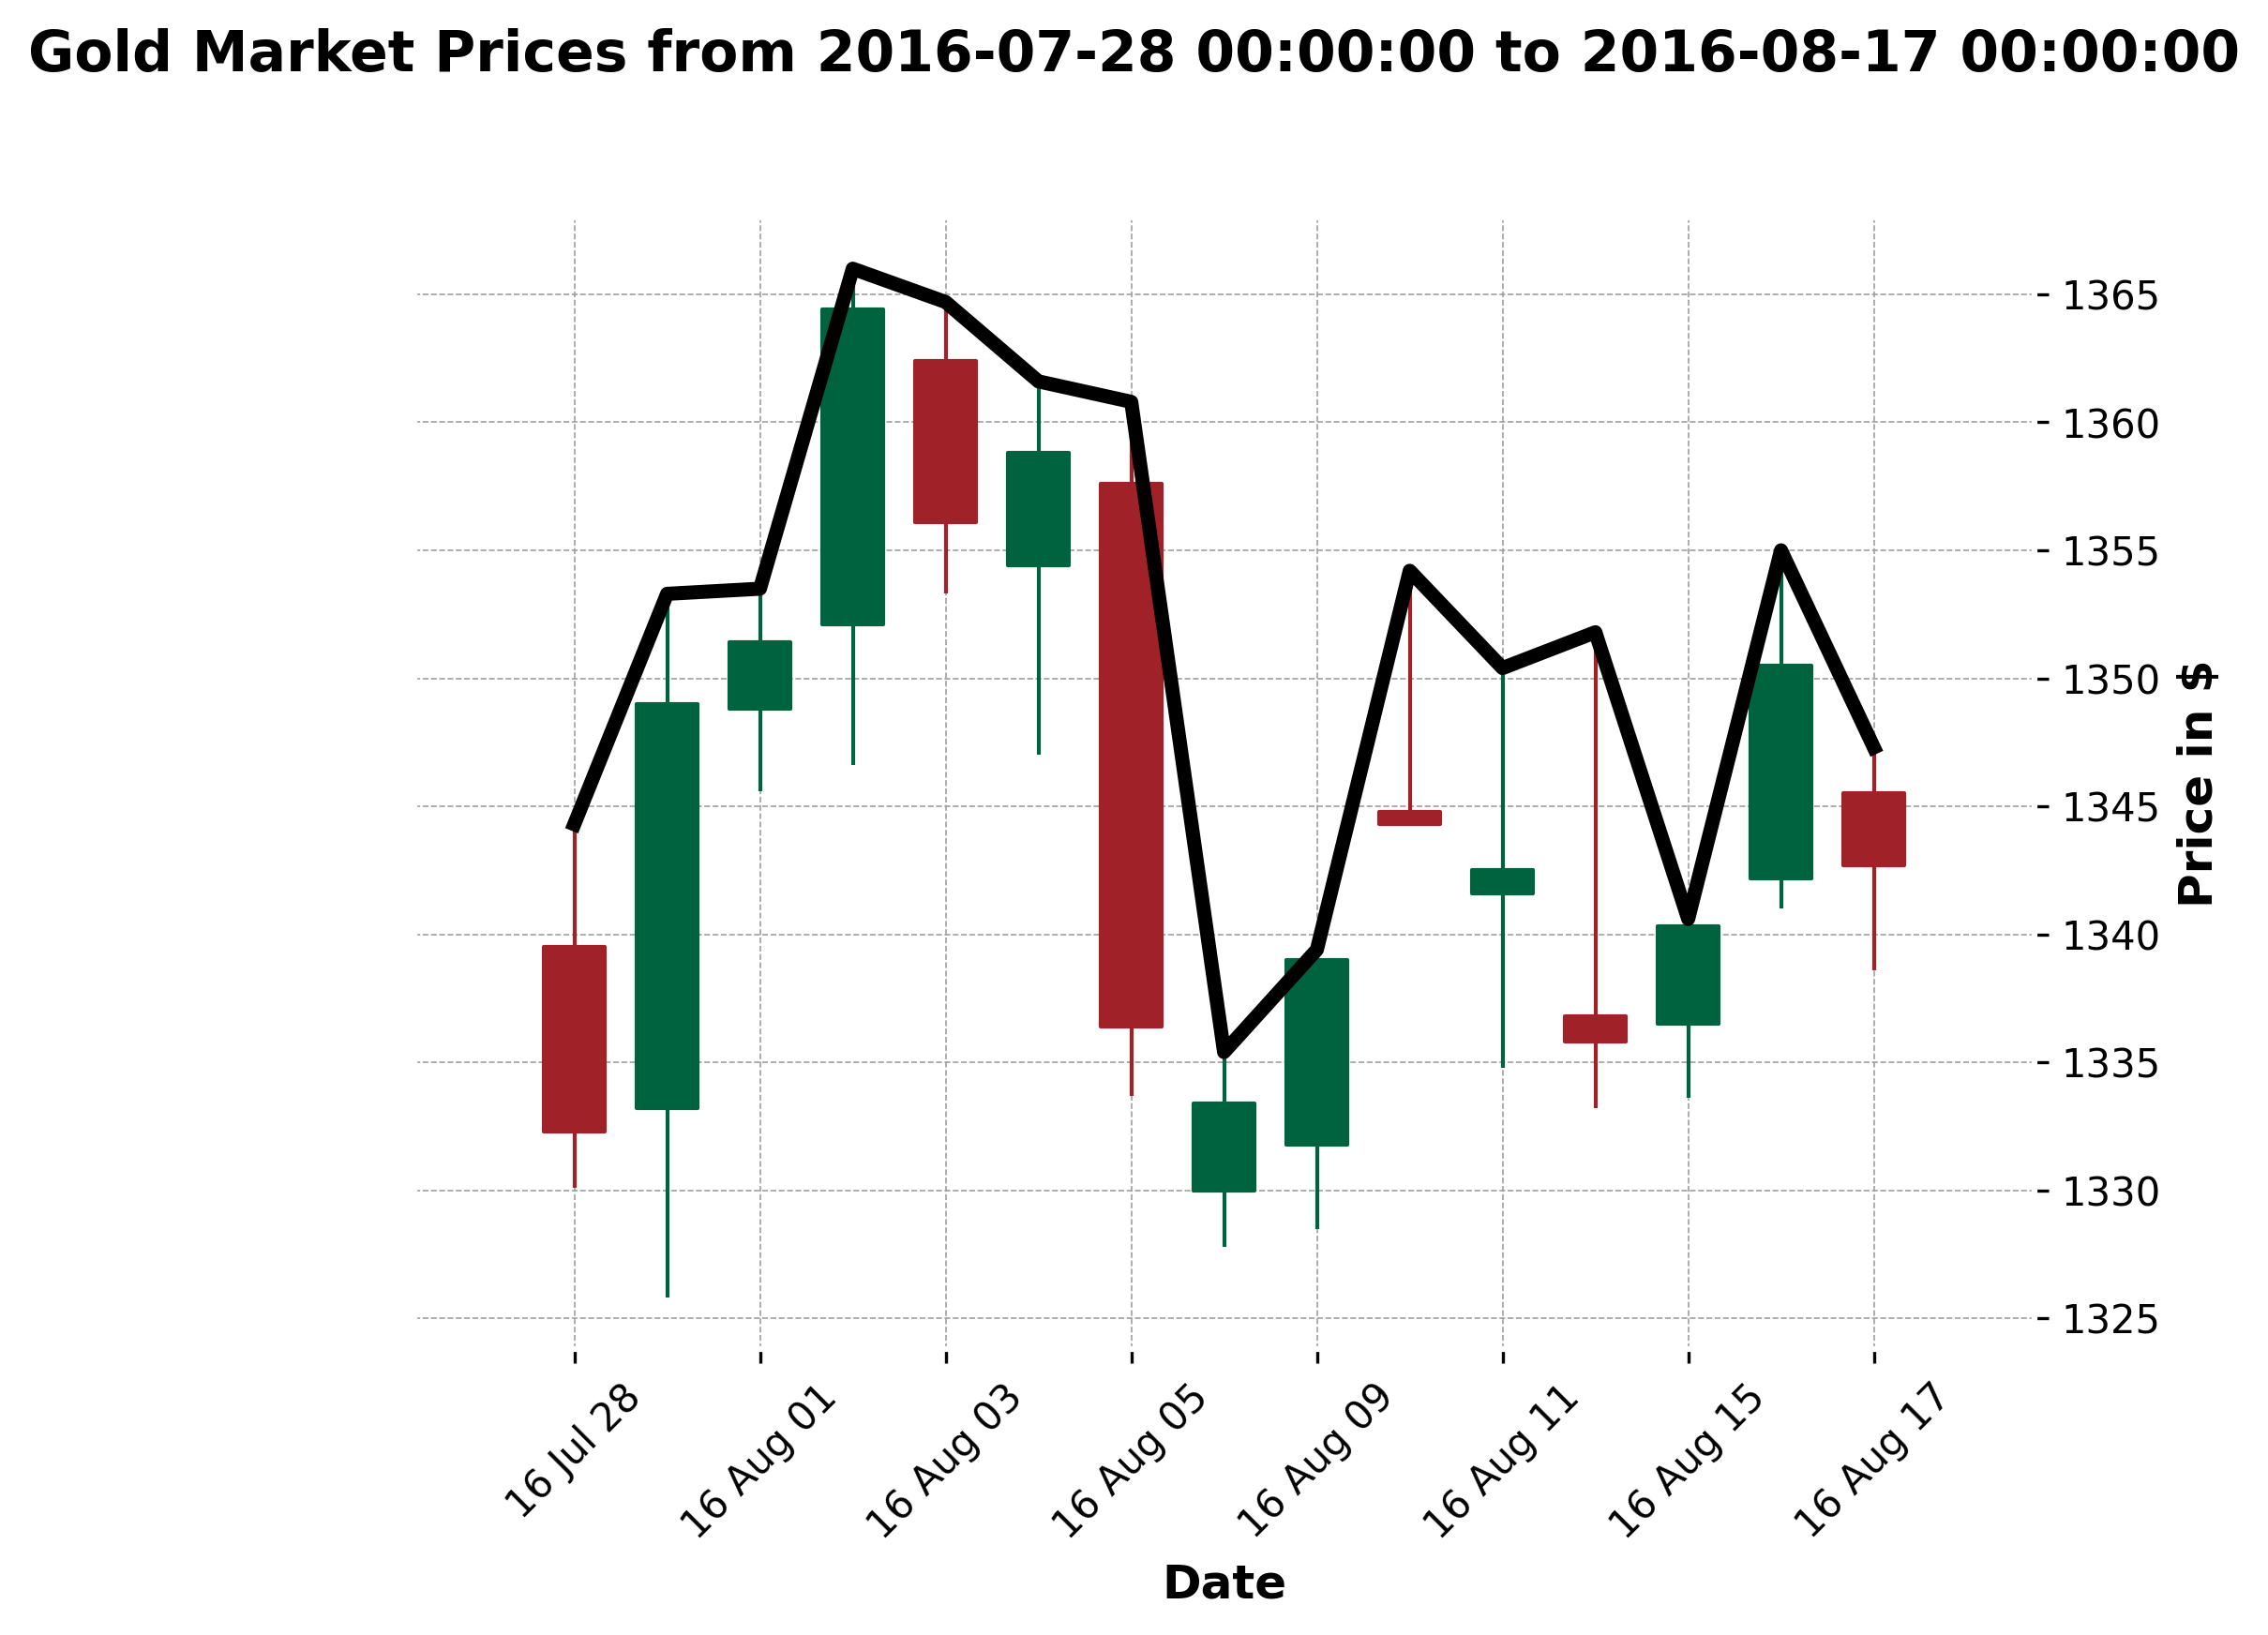 Gold Market Prices from 2016-07-28 00:00:00 to 2016-08-17 00:00:00
1365
1360
1355
1350
1345
1340
1335
1330
1325
Price in $
16 Jul 28
16 Aug 01
16 Aug 03
16 Aug 05
16 Aug 09
16 Aug 11
16 Aug 15
16 Aug 17
Date